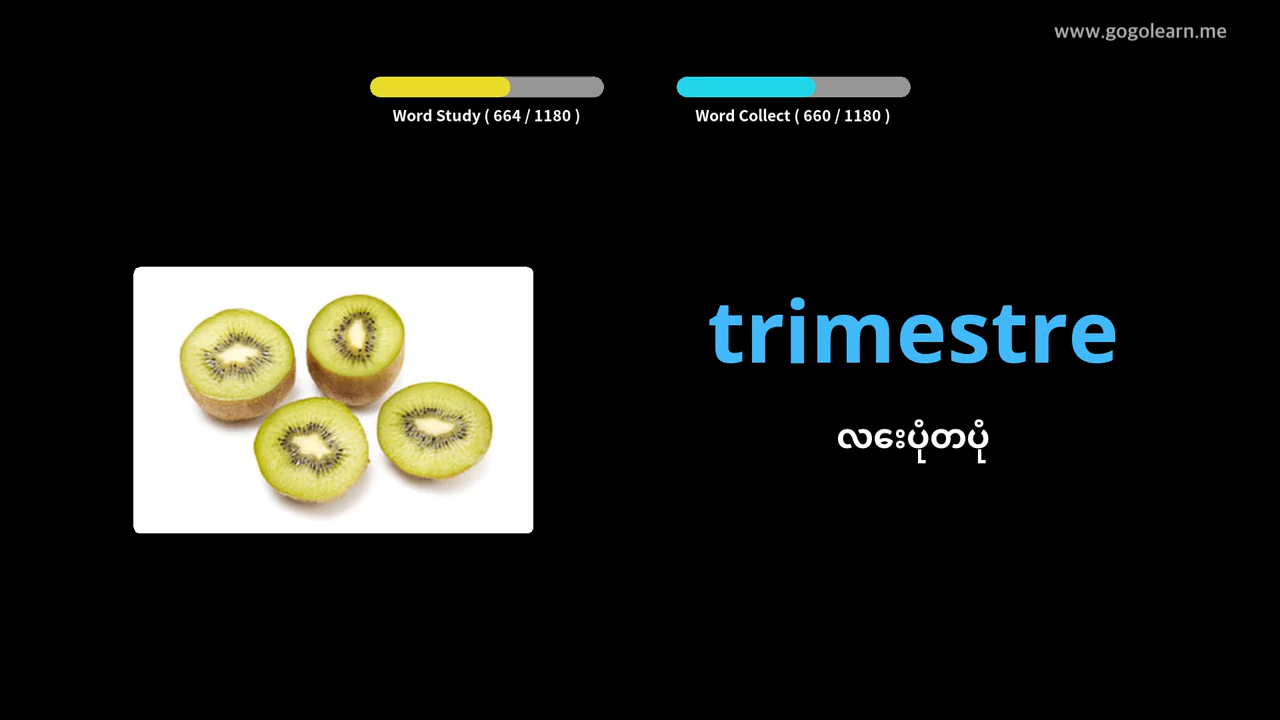 www.gogolearn.me
Word Study ( 664 / 1180 )
Word Collect ( 660 / 1180 )
trimestre
လေးပုံတပုံ